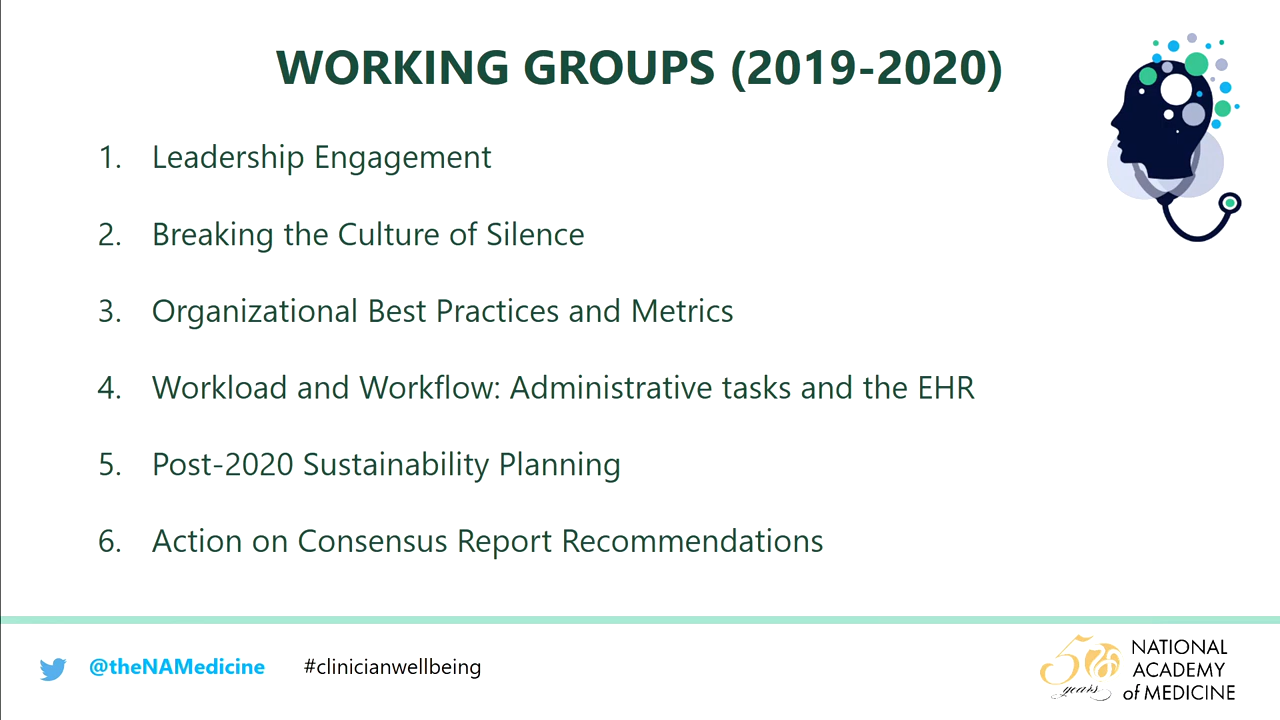 WORKING GROUPS (2019-2020)
1. Leadership Engagement
2. Breaking the Culture of Silence
3. Organizational Best Practices and Metrics
4. Workload and Workflow: Administrative tasks and the EHR
5. Post-2020 Sustainability Planning
6. Action on Consensus Report Recommendations
@theNAMedicine #clinicianwellbeing
50 years
NATIONAL
ACADEMY
of MEDICINE